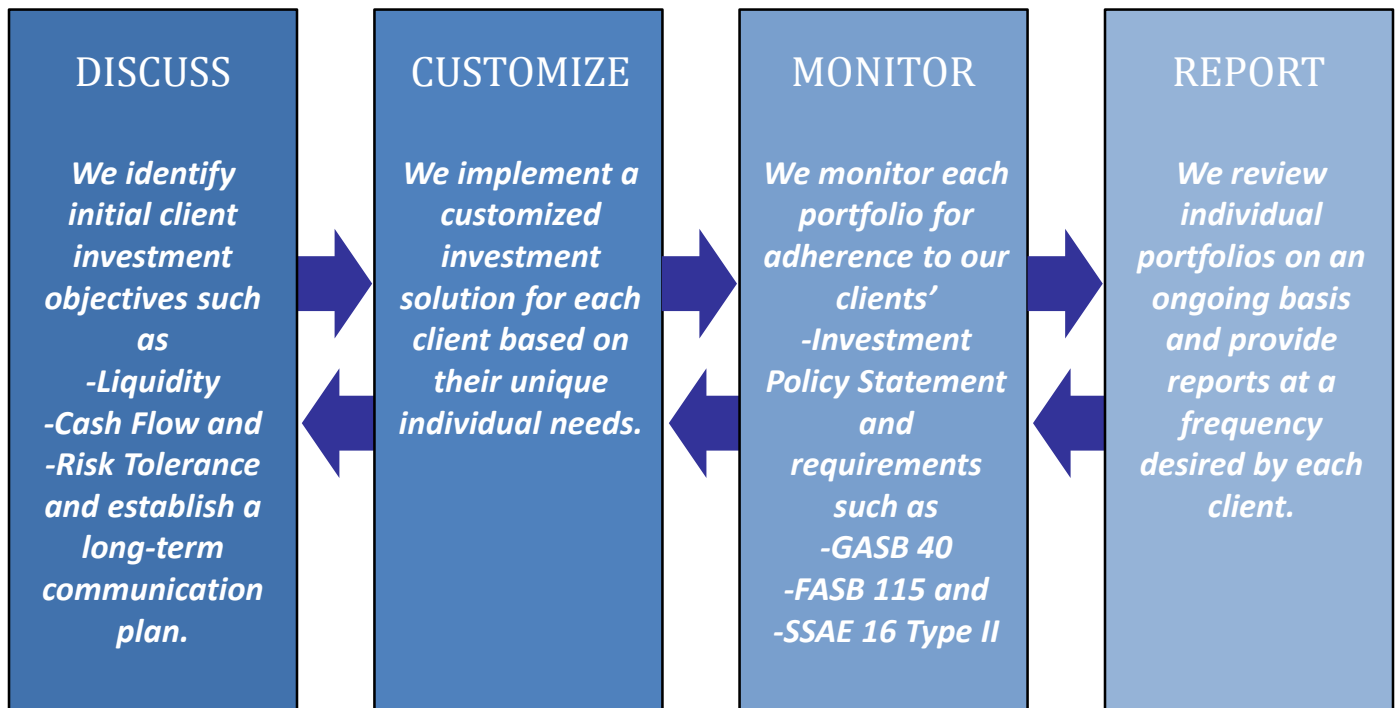 DISCUSS
We identify
initial client
investment
objectives such
as
-Liquidity
-Cash Flow and
-Risk Tolerance
and establish a
long-term
communication
plan.
CUSTOMIZE
We implement a
customized
investment
solution for each
client based on
their unique
individual needs.
MONITOR
We monitor each
portfolio for
adherence to our
clients’
-Investment
Policy Statement
and
requirements
such as
-GASB 40
-FASB 115 and
-SSAE 16 Type II
REPORT
We review
individual
portfolios on an
ongoing basis
and provide
reports at a
frequency
desired by each
client.